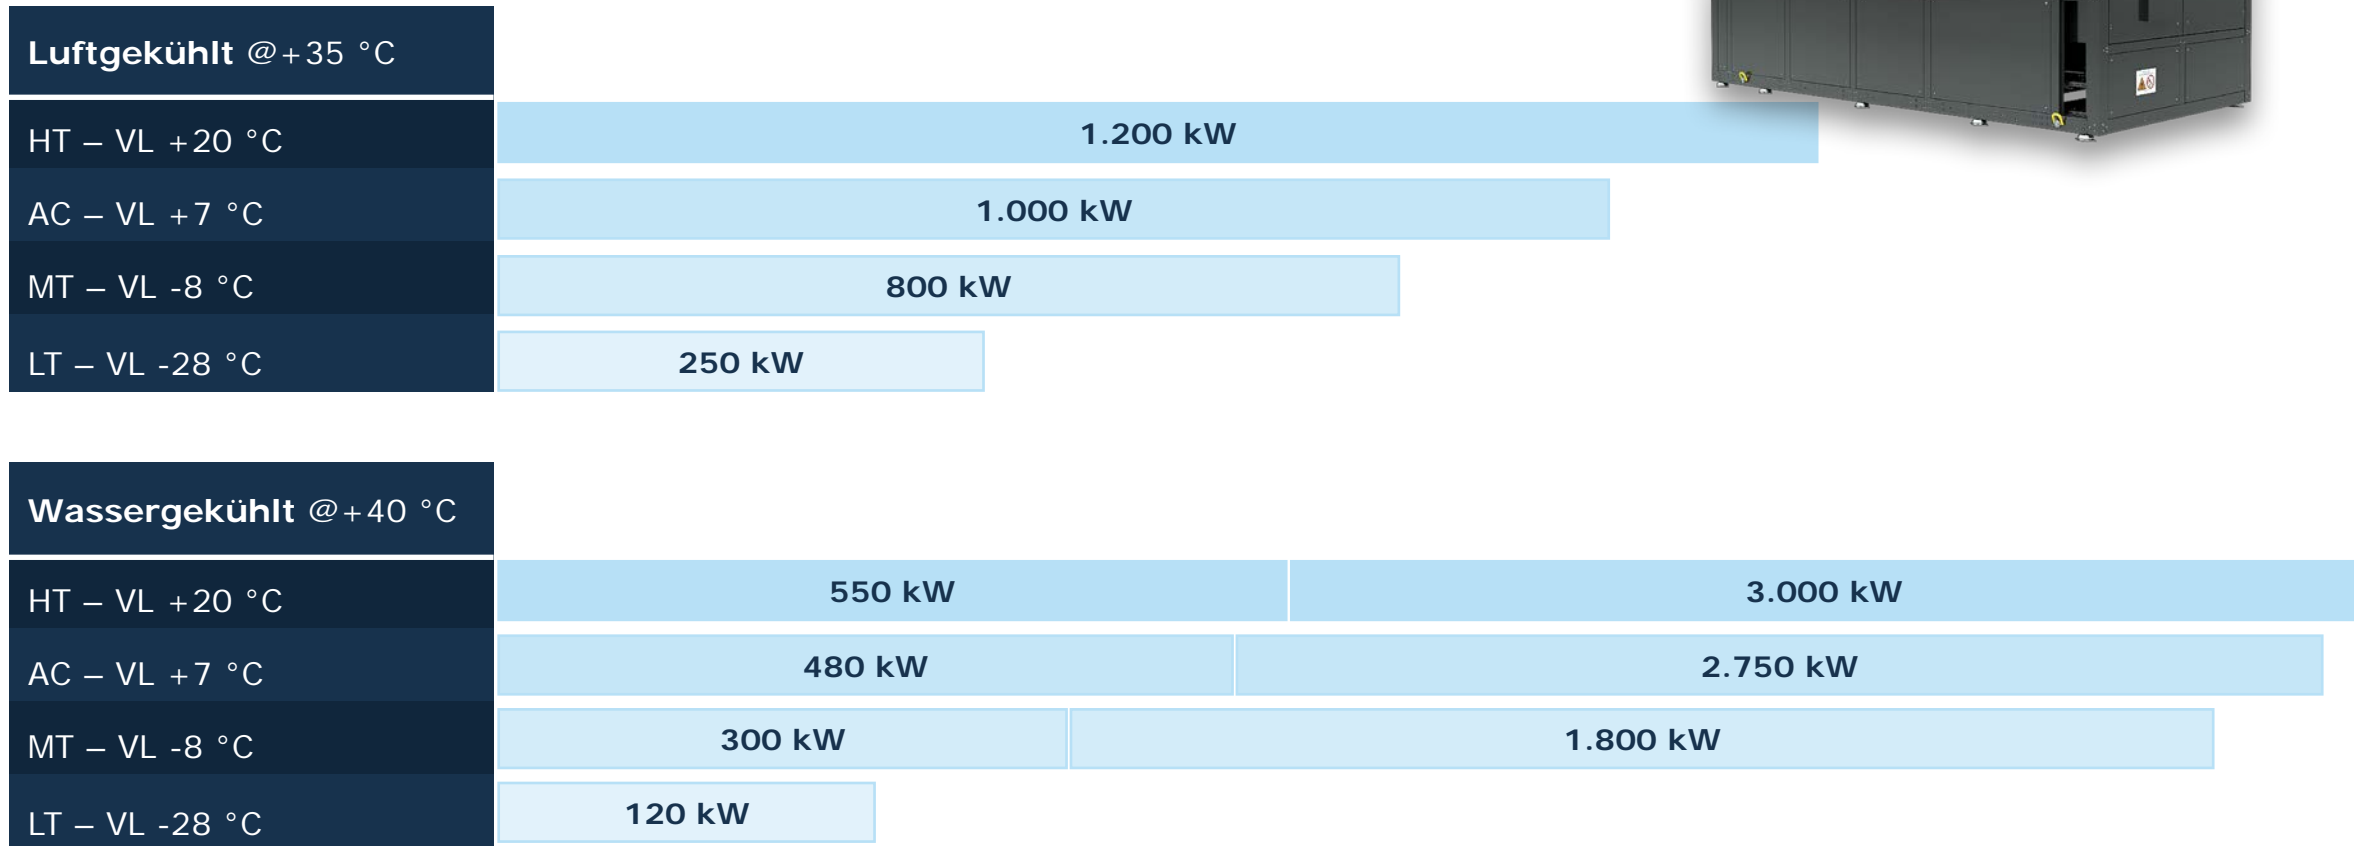 Luftgekühlt @+35 °C
HT – VL +20 °C
1.200 kW
AC – VL +7 °C
1.000 kW
MT – VL -8 °C
800 kW
LT – VL -28 °C
250 kW
Wassergekühlt @+40 °C
HT – VL +20 °C
550 kW
3.000 kW
AC – VL +7 °C
480 kW
2.750 kW
MT – VL -8 °C
300 kW
1.800 kW
LT – VL -28 °C
120 kW